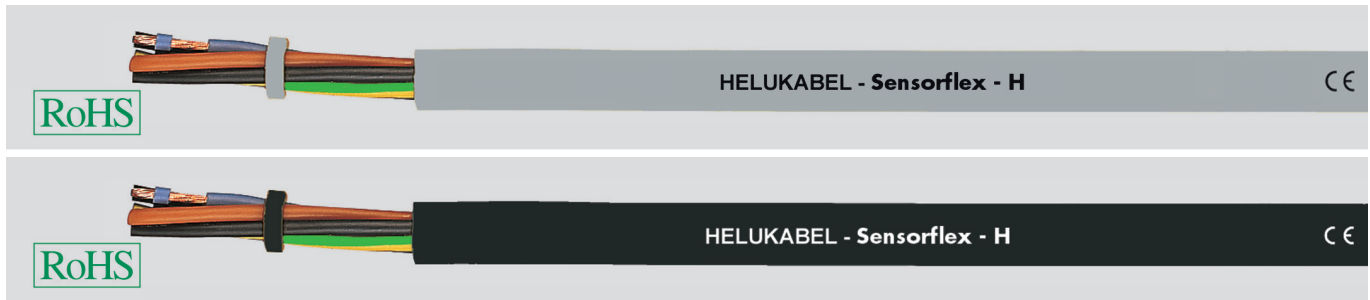 HELUKABEL - Sensorflex - H CE
RoHS
HELUKABEL - Sensorflex - H CE
RoHS